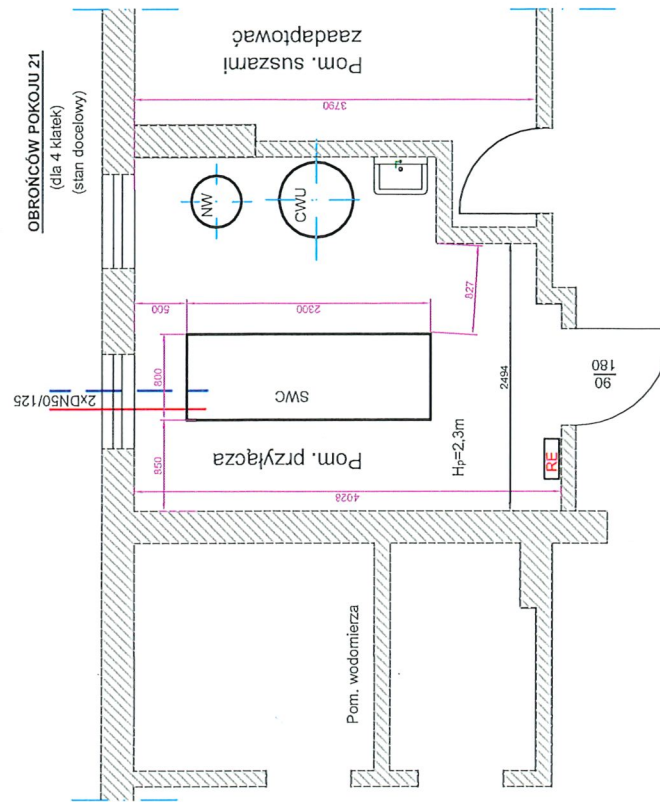 OBROŃCÓW POKOJU 21
(dla 4 klatek)
(stan docelowy)
Pom. suszarni
zaadaptować
3790
NW
CWU
500
2300
827
800
2xDN50/125
SWC
850
Pom. przyłącza
Hp=2,3m
2494
4028
90
180
RE
Pom. wodomierza